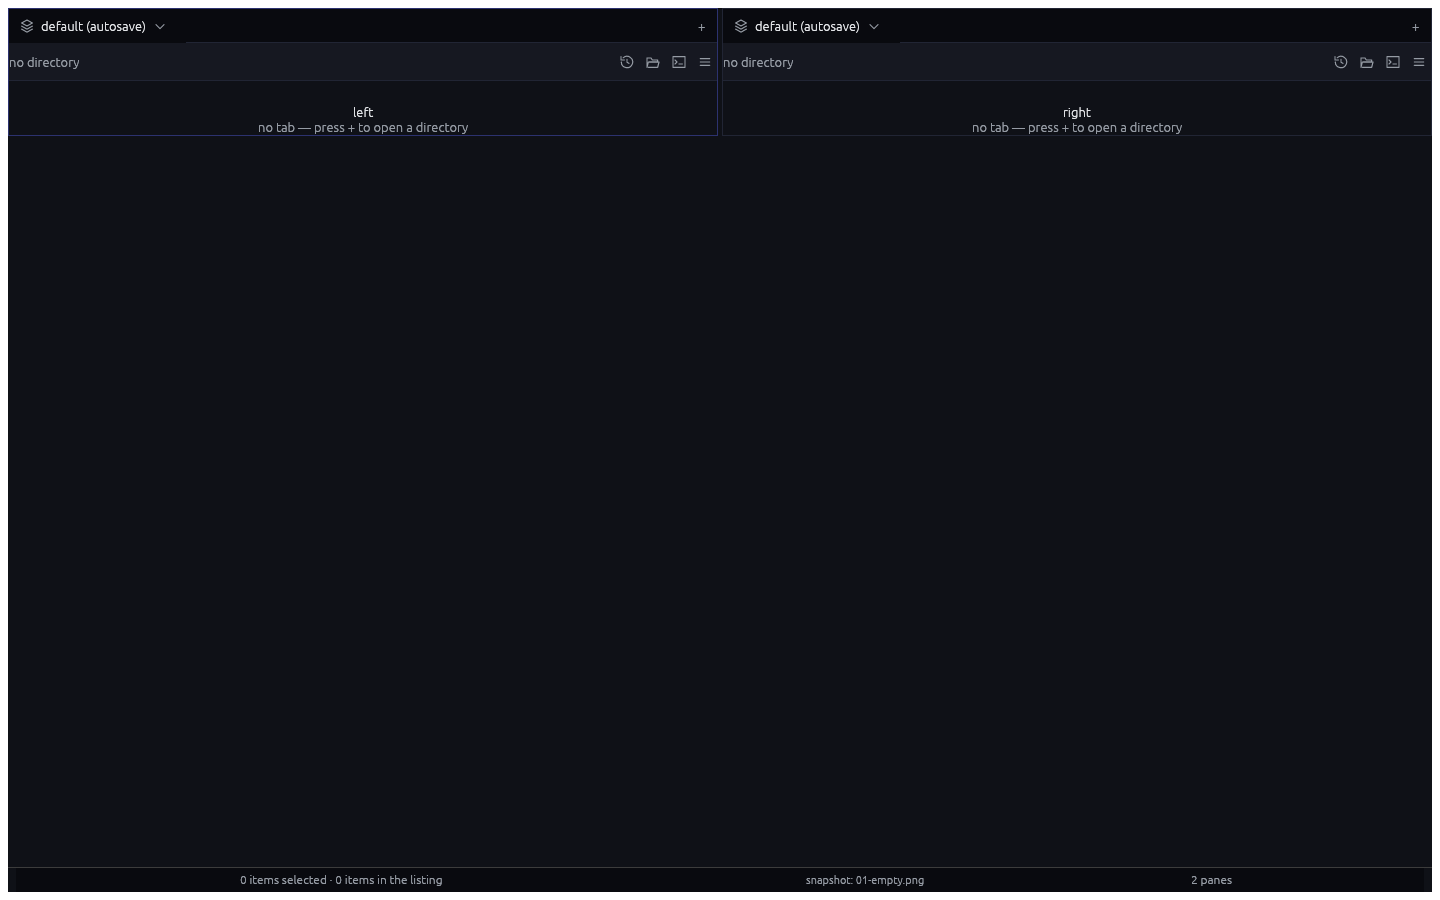 default (autosave)
+
default (autosave)
+
no directory
no directory
left
no tab — press + to open a directory
right
no tab — press + to open a directory
0 items selected · 0 items in the listing
snapshot: 01-empty.png
2 panes